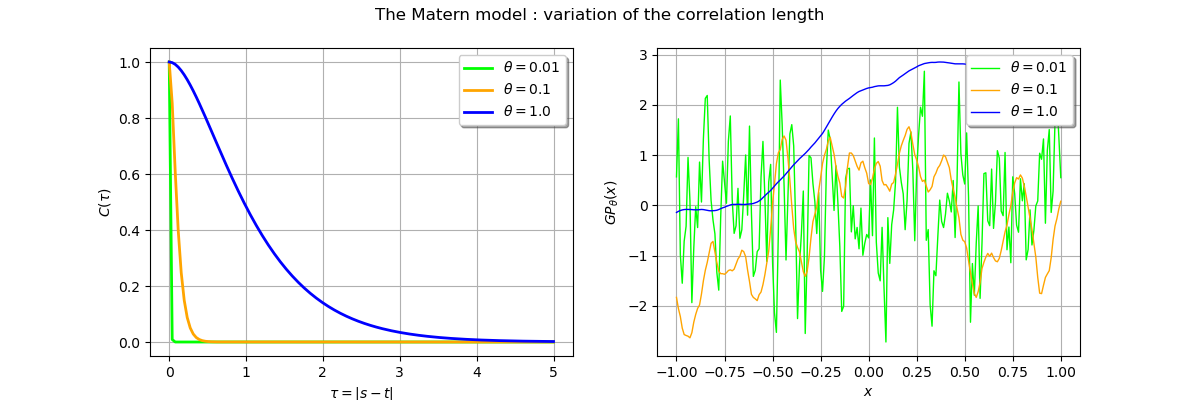 The Matern model : variation of the correlation length
1.0
0.8
0.6
0.4
0.2
0.0
C(τ)
0 1 2 3 4 5
τ = |s − t|
θ = 0.01
θ = 0.1
θ = 1.0
3
2
1
0
−1
−2
GP_θ(x)
−1.00 −0.75 −0.50 −0.25 0.00 0.25 0.50 0.75 1.00
x
θ = 0.01
θ = 0.1
θ = 1.0